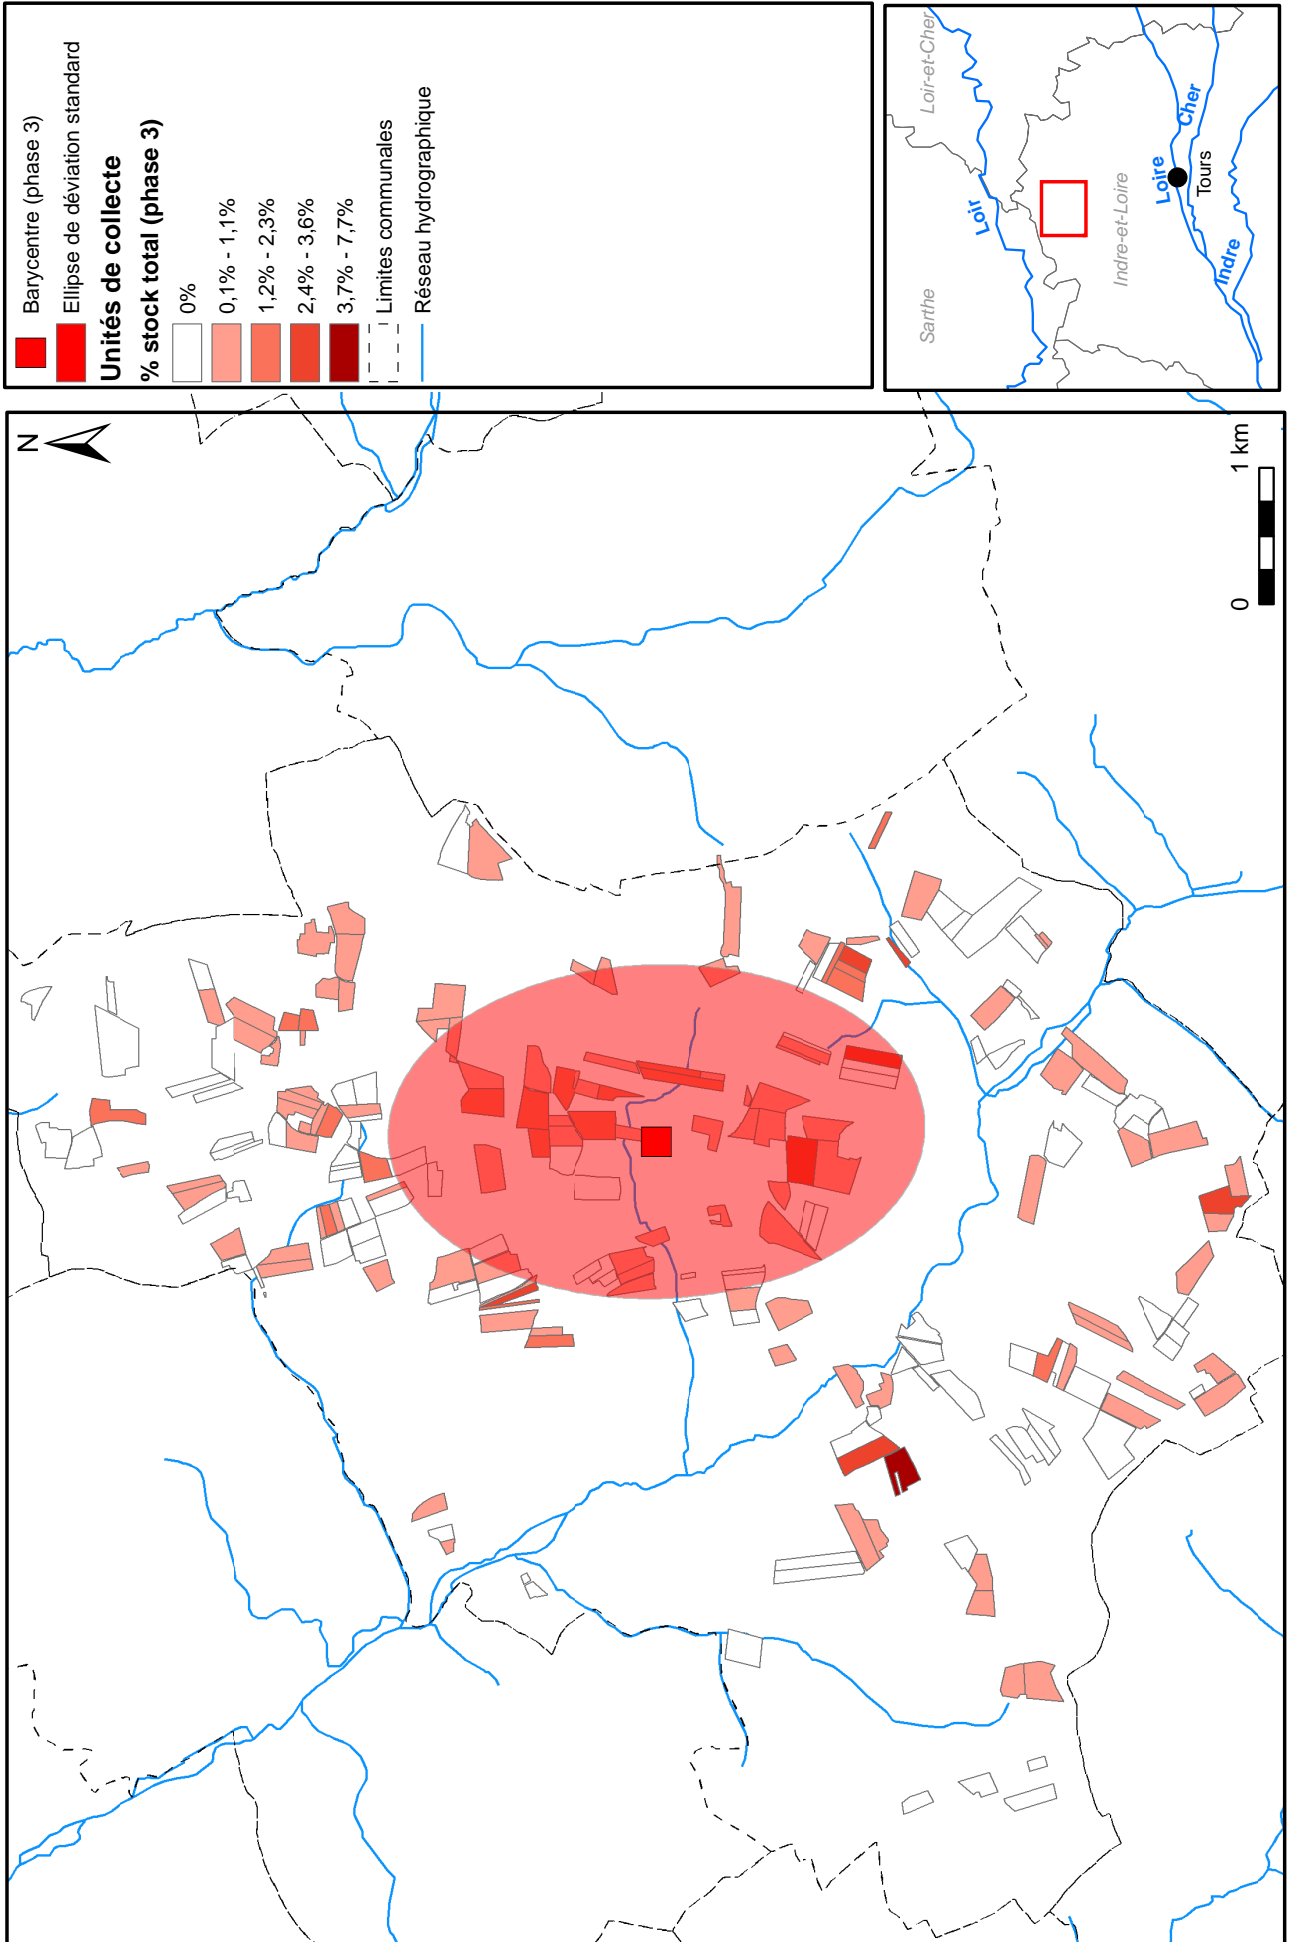 N
0
1 km
Barycentre (phase 3)
Ellipse de déviation standard
Unités de collecte
% stock total (phase 3)
0%
0,1% - 1,1%
1,2% - 2,3%
2,4% - 3,6%
3,7% - 7,7%
Limites communales
Réseau hydrographique
Sarthe
Loir-et-Cher
Loir
Indre-et-Loire
Loire
Cher
Tours
Indre